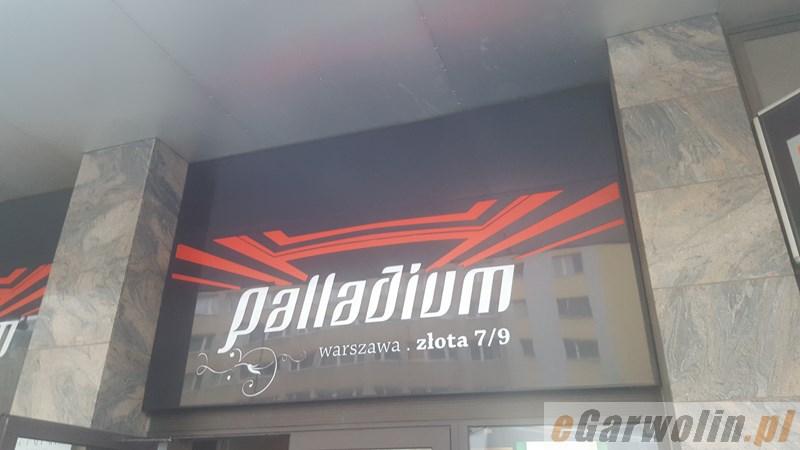 palladium
warszawa . złota 7/9
eGarwolin.pl